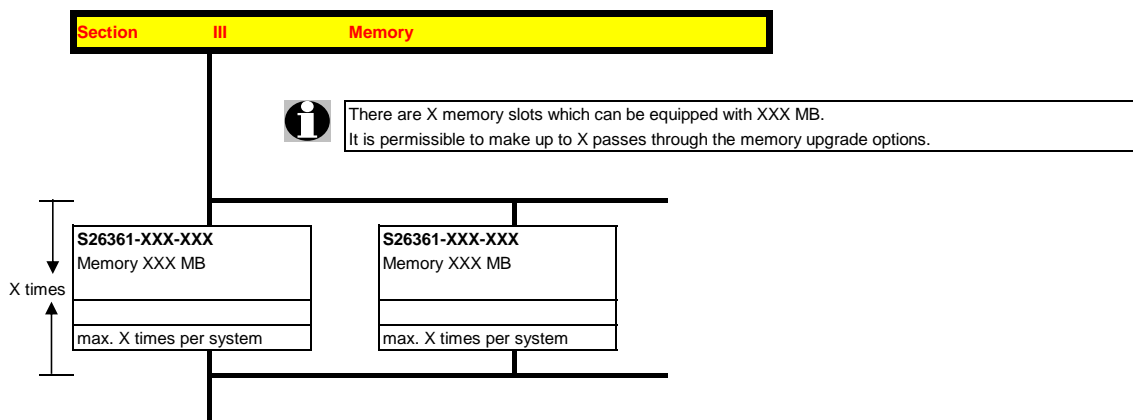 Section III Memory
There are X memory slots which can be equipped with XXX MB.
It is permissible to make up to X passes through the memory upgrade options.
S26361-XXX-XXX
Memory XXX MB
max. X times per system
S26361-XXX-XXX
Memory XXX MB
max. X times per system
X times